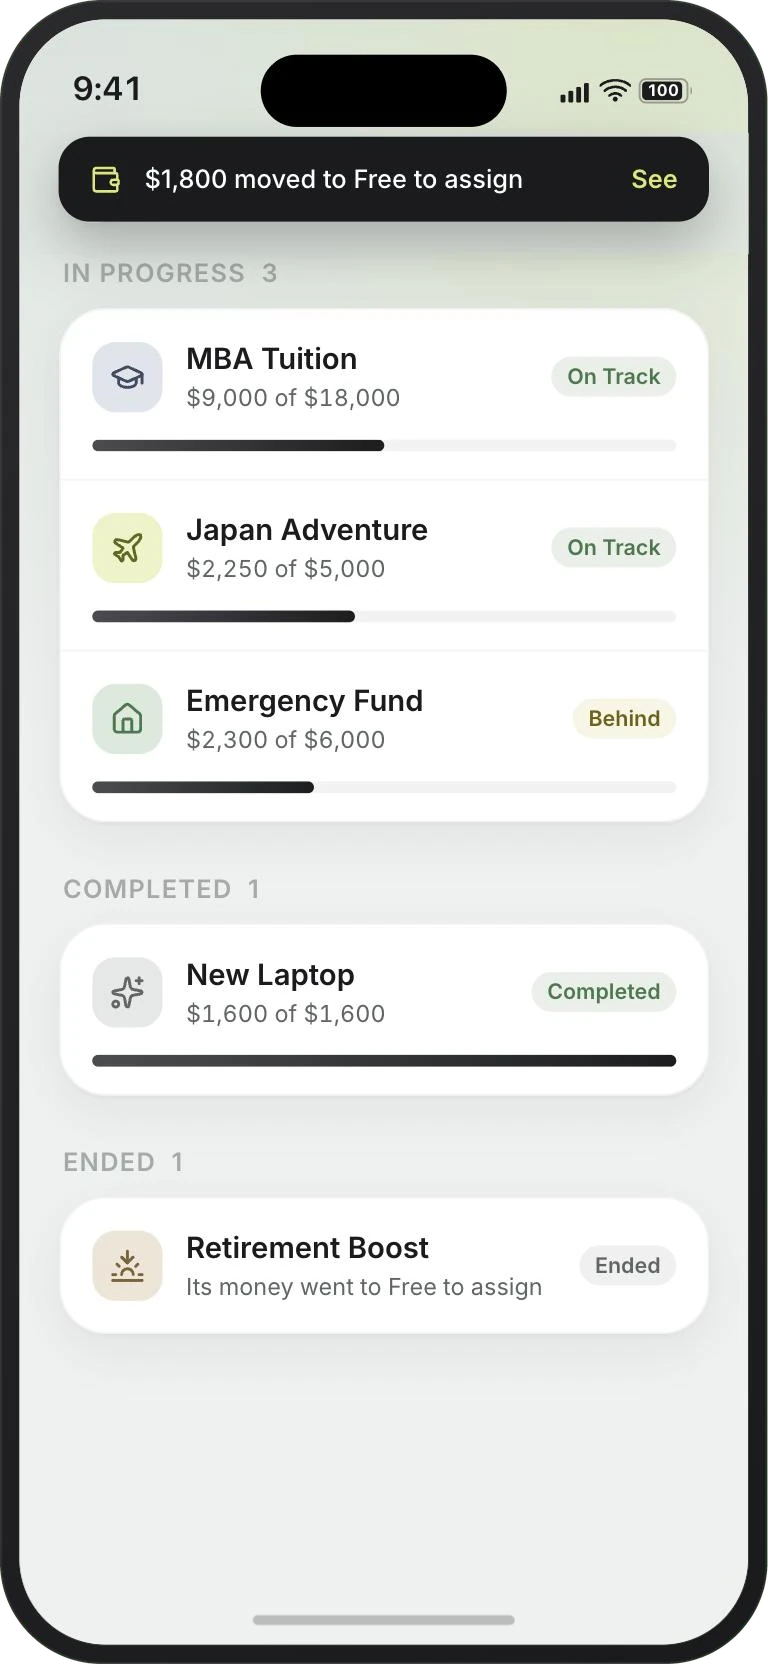 9:41
100
$1,800 moved to Free to assign See
IN PROGRESS 3
MBA Tuition
$9,000 of $18,000
On Track
Japan Adventure
$2,250 of $5,000
On Track
Emergency Fund
$2,300 of $6,000
Behind
COMPLETED 1
New Laptop
$1,600 of $1,600
Completed
ENDED 1
Retirement Boost
Its money went to Free to assign
Ended